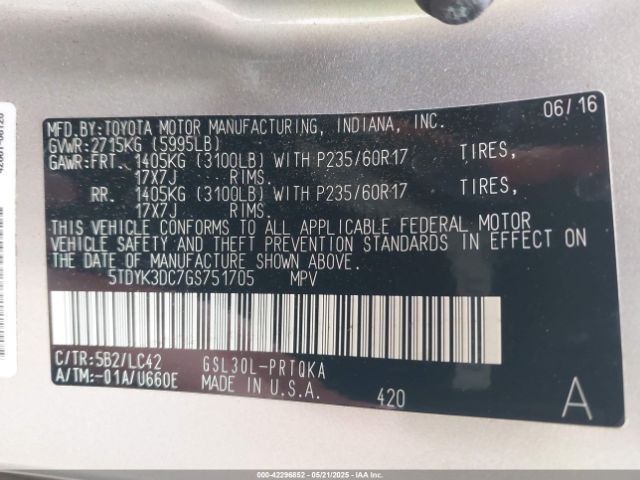 06/16
MFD.BY:TOYOTA MOTOR MANUFACTURING, INDIANA, INC.
GVWR:2715KG (5995LB)
GAWR:FRT. 1405KG (3100LB) WITH P235/60R17 TIRES,
17X7J RIMS.
RR. 1405KG (3100LB) WITH P235/60R17 TIRES,
17X7J RIMS.
THIS VEHICLE CONFORMS TO ALL APPLICABLE FEDERAL MOTOR
VEHICLE SAFETY AND THEFT PREVENTION STANDARDS IN EFFECT ON
THE DATE OF MANUFACTURE SHOWN ABOVE.
5TDYK3DC7GS751705 MPV
C/TR:5B2/LC42 GSL30L-PRTQKA
A/TM:-01A/U660E MADE IN U.S.A. 420 A
000-42296852 - 05/21/2025 - IAAI.COM